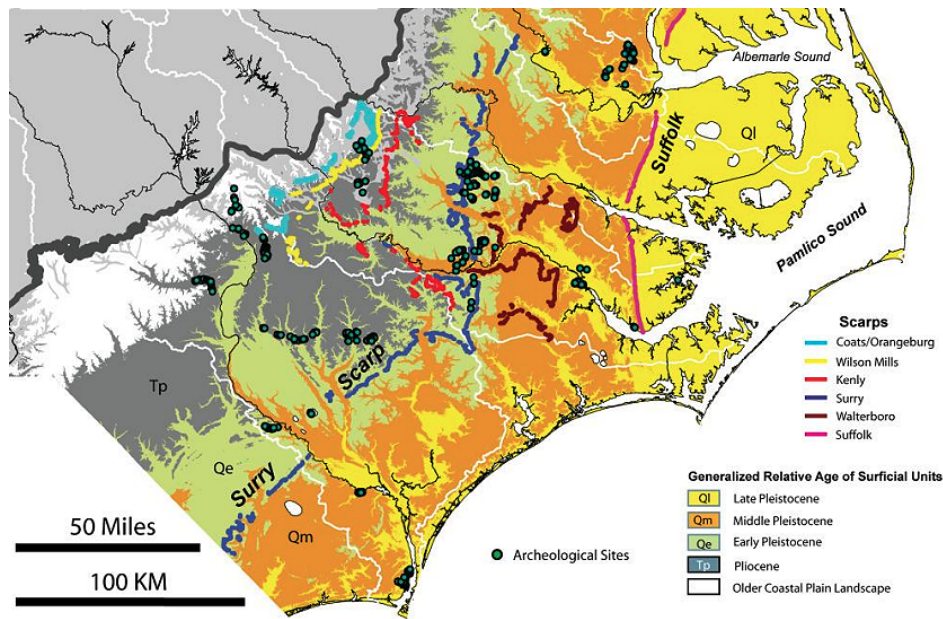 Albemarle Sound
Suffolk
Ql
Pamlico Sound
Scarp
Tp
Qe
Surry
Qm
50 Miles
100 KM
Archeological Sites
Scarps
Coats/Orangeburg
Wilson Mills
Kenly
Surry
Walterboro
Suffolk
Generalized Relative Age of Surficial Units
Ql Late Pleistocene
Qm Middle Pleistocene
Qe Early Pleistocene
Tp Pliocene
Older Coastal Plain Landscape